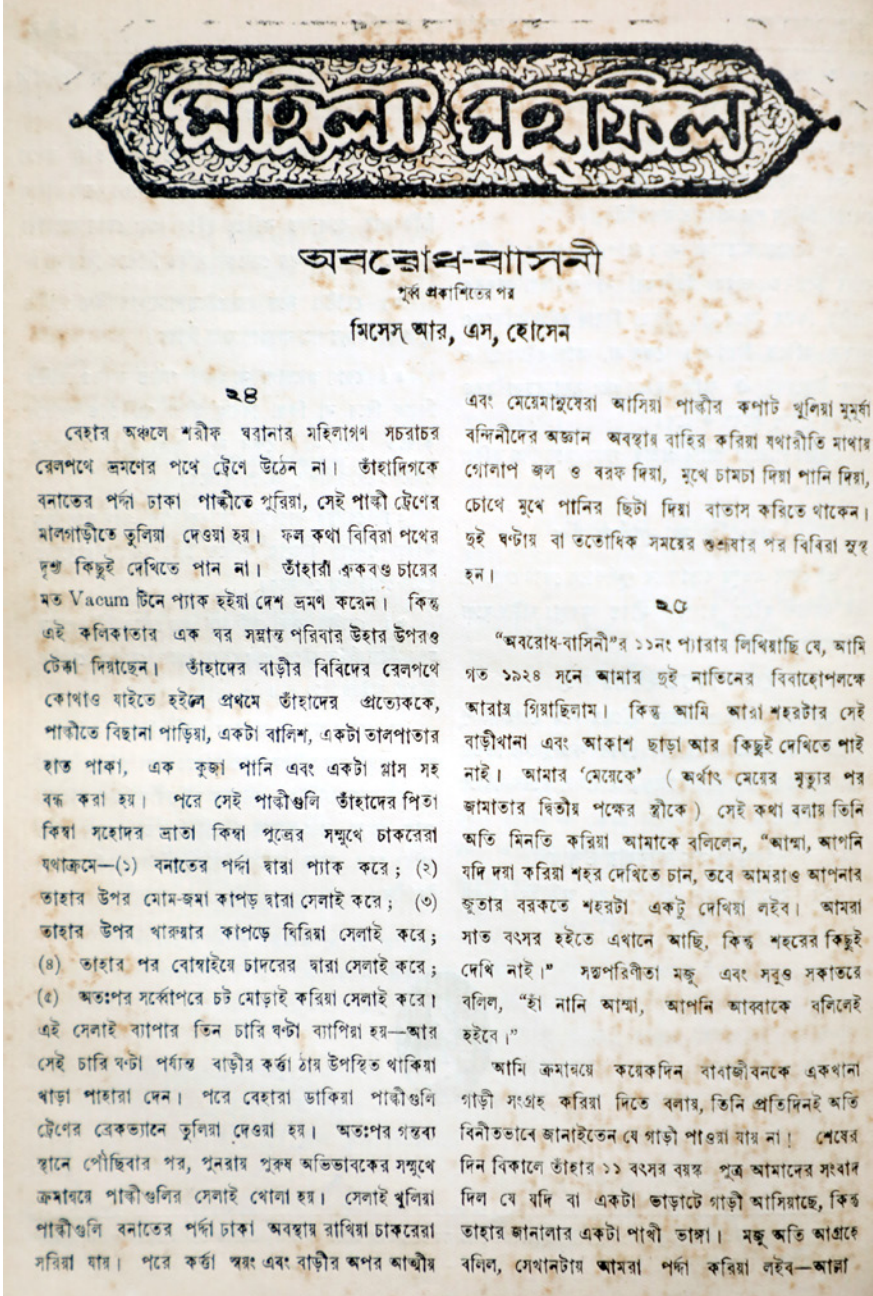 মহিলা মহ্‌ফিল
অবরোধ-বাসিনী
পূর্ব্ব প্রকাশিতের পর
মিসেস্ আর, এস, হোসেন
২৪
বেহার অঞ্চলে শরীফ ঘরানার মহিলাগণ সচরাচর
রেলপথে ভ্রমণের পথে ট্রেণে উঠেন না। তাঁহাদিগকে
বনাতের পর্দ্দা ঢাকা পাল্কীতে পুরিয়া, সেই পাল্কী ট্রেণের
মালগাড়ীতে তুলিয়া দেওয়া হয়। ফল কথা বিবিরা পথের
দৃশ্য কিছুই দেখিতে পান না। তাঁহারা ব্রুকবণ্ড চায়ের
মত Vacum টিনে প্যাক হইয়া দেশ ভ্রমণ করেন। কিন্তু
এই কলিকাতার এক ঘর সম্ভ্রান্ত পরিবার উহার উপরও
টেক্কা দিয়াছেন। তাঁহাদের বাড়ীর বিবিদের রেলপথে
কোথাও যাইতে হইলে প্রথমে তাঁহাদের প্রত্যেককে,
পাল্কীতে বিছানা পাড়িয়া, একটা বালিশ, একটা তালপাতার
হাত পাকা, এক কুজা পানি এবং একটা গ্লাস সহ
বন্ধ করা হয়। পরে সেই পাল্কীগুলি তাঁহাদের পিতা
কিম্বা সহোদর ভ্রাতা কিম্বা পুত্রের সম্মুখে চাকরেরা
যথাক্রমে—(১) বনাতের পর্দ্দা দ্বারা প্যাক করে; (২)
তাহার উপর মোম-জমা কাপড় দ্বারা সেলাই করে; (৩)
তাহার উপর খারুয়ার কাপড়ে ঘিরিয়া সেলাই করে;
(৪) তাহার পর বোম্বাইয়ে চাদরের দ্বারা সেলাই করে;
(৫) অতঃপর সর্ব্বোপরে চট মোড়াই করিয়া সেলাই করে।
এই সেলাই ব্যাপার তিন চারি ঘণ্টা ব্যাপিয়া হয়—আর
সেই চারি ঘণ্টা পর্য্যন্ত বাড়ীর কর্ত্তা ঠায় উপস্থিত থাকিয়া
খাড়া পাহারা দেন। পরে বেহারা ডাকিয়া পাল্কীগুলি
ট্রেণের ব্রেকভ্যানে তুলিয়া দেওয়া হয়। অতঃপর গন্তব্য
স্থানে পৌঁছিবার পর, পুনরায় পুরুষ অভিভাবকের সম্মুখে
ক্রমান্বয়ে পাল্কীগুলির সেলাই খোলা হয়। সেলাই খুলিয়া
পাল্কীগুলি বনাতের পর্দ্দা ঢাকা অবস্থায় রাখিয়া চাকরেরা
সরিয়া যায়। পরে কর্ত্তা স্বয়ং এবং বাড়ীর অপর আত্মীয়
এবং মেয়েমানুষেরা আসিয়া পাল্কীর কপাট খুলিয়া মুমূর্ষা
বন্দিনীদের অজ্ঞান অবস্থায় বাহির করিয়া যথারীতি মাথায়
গোলাপ জল ও বরফ দিয়া, মুখে চামচা দিয়া পানি দিয়া,
চোখে মুখে পানির ছিটা দিয়া বাতাস করিতে থাকেন।
দুই ঘণ্টায় বা ততোধিক সময়ের শুশ্রূষার পর বিবিরা সুস্থ
হন।
২৫
“অবরোধ-বাসিনী”র ১১নং প্যারায় লিখিয়াছি যে, আমি
গত ১৯২৪ সনে আমার দুই নাতিনের বিবাহোপলক্ষে
আরায় গিয়াছিলাম। কিন্তু আমি আরা শহরটার সেই
বাড়ীখানা এবং আকাশ ছাড়া আর কিছুই দেখিতে পাই
নাই। আমার ‘মেয়েকে’ (অর্থাৎ মেয়ের মৃত্যুর পর
জামাতার দ্বিতীয় পক্ষের স্ত্রীকে) সেই কথা বলায় তিনি
অতি মিনতি করিয়া আমাকে বলিলেন, “আম্মা, আপনি
যদি দয়া করিয়া শহর দেখিতে চান, তবে আমরাও আপনার
জুতার বরকতে শহরটা একটু দেখিয়া লইব। আমরা
সাত বৎসর হইতে এখানে আছি, কিন্তু শহরের কিছুই
দেখি নাই।” সদ্যপরিণীতা মজু এবং সবুও সকাতরে
বলিল, “হাঁ নানি আম্মা, আপনি আব্বাকে বলিলেই
হইবে।”
আমি ক্রমান্বয়ে কয়েকদিন বাবাজীবনকে একখানা
গাড়ী সংগ্রহ করিয়া দিতে বলায়, তিনি প্রতিদিনই অতি
বিনীতভাবে জানাইতেন যে গাড়ী পাওয়া যায় না! শেষের
দিন বিকালে তাঁহার ১১ বৎসর বয়স্ক পুত্র আমাদের সংবাদ
দিল যে যদি বা একটা ভাড়াটে গাড়ী আসিয়াছে, কিন্তু
তাহার জানালার একটা পাখী ভাঙ্গা। মজু অতি আগ্রহে
বলিল, সেখানটায় আমরা পর্দ্দা করিয়া লইব—আল্লা